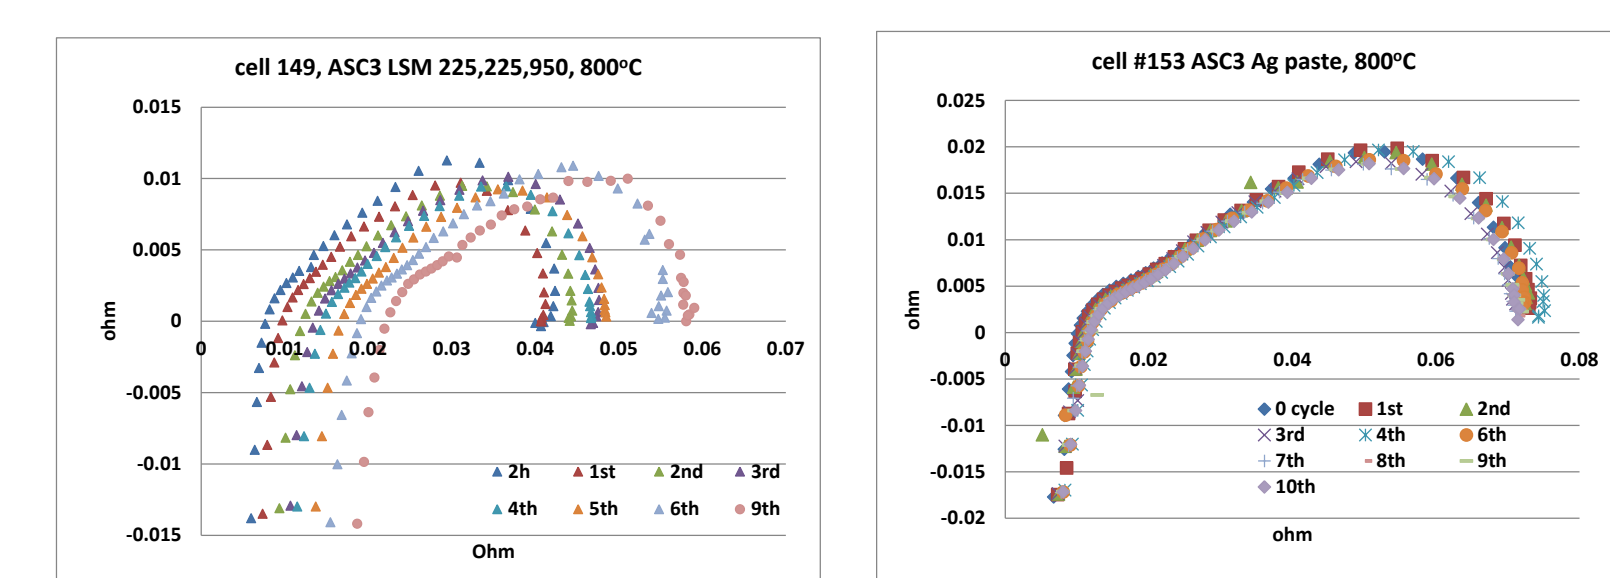 cell 149, ASC3 LSM 225,225,950, 800°C
0.015
0.01
0.005
0
-0.005
-0.01
-0.015
0 0.01 0.02 0.03 0.04 0.05 0.06 0.07
ohm
2h 1st 2nd 3rd
4th 5th 6th 9th
Ohm
cell #153 ASC3 Ag paste, 800°C
0.025
0.02
0.015
0.01
0.005
0
-0.005
-0.01
-0.015
-0.02
0 0.02 0.04 0.06 0.08
ohm
0 cycle 1st 2nd
3rd 4th 6th
7th 8th 9th
10th
ohm